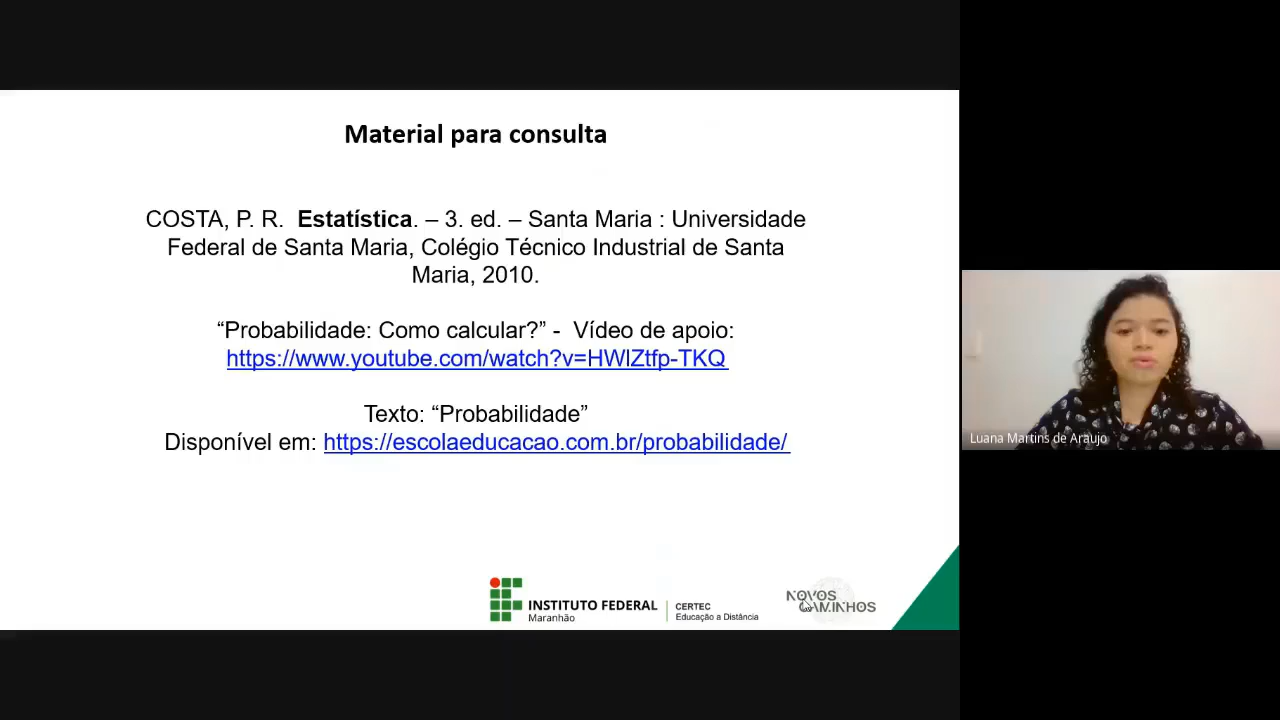 Material para consulta
COSTA, P. R. Estatística. – 3. ed. – Santa Maria : Universidade
Federal de Santa Maria, Colégio Técnico Industrial de Santa
Maria, 2010.
“Probabilidade: Como calcular?” - Vídeo de apoio:
https://www.youtube.com/watch?v=HWlZtfp-TKQ
Texto: “Probabilidade”
Disponível em: https://escolaeducacao.com.br/probabilidade/
INSTITUTO FEDERAL
Maranhão
CERTEC
Educação a Distância
NOVOS
CAMINHOS
Luana Martins de Araujo